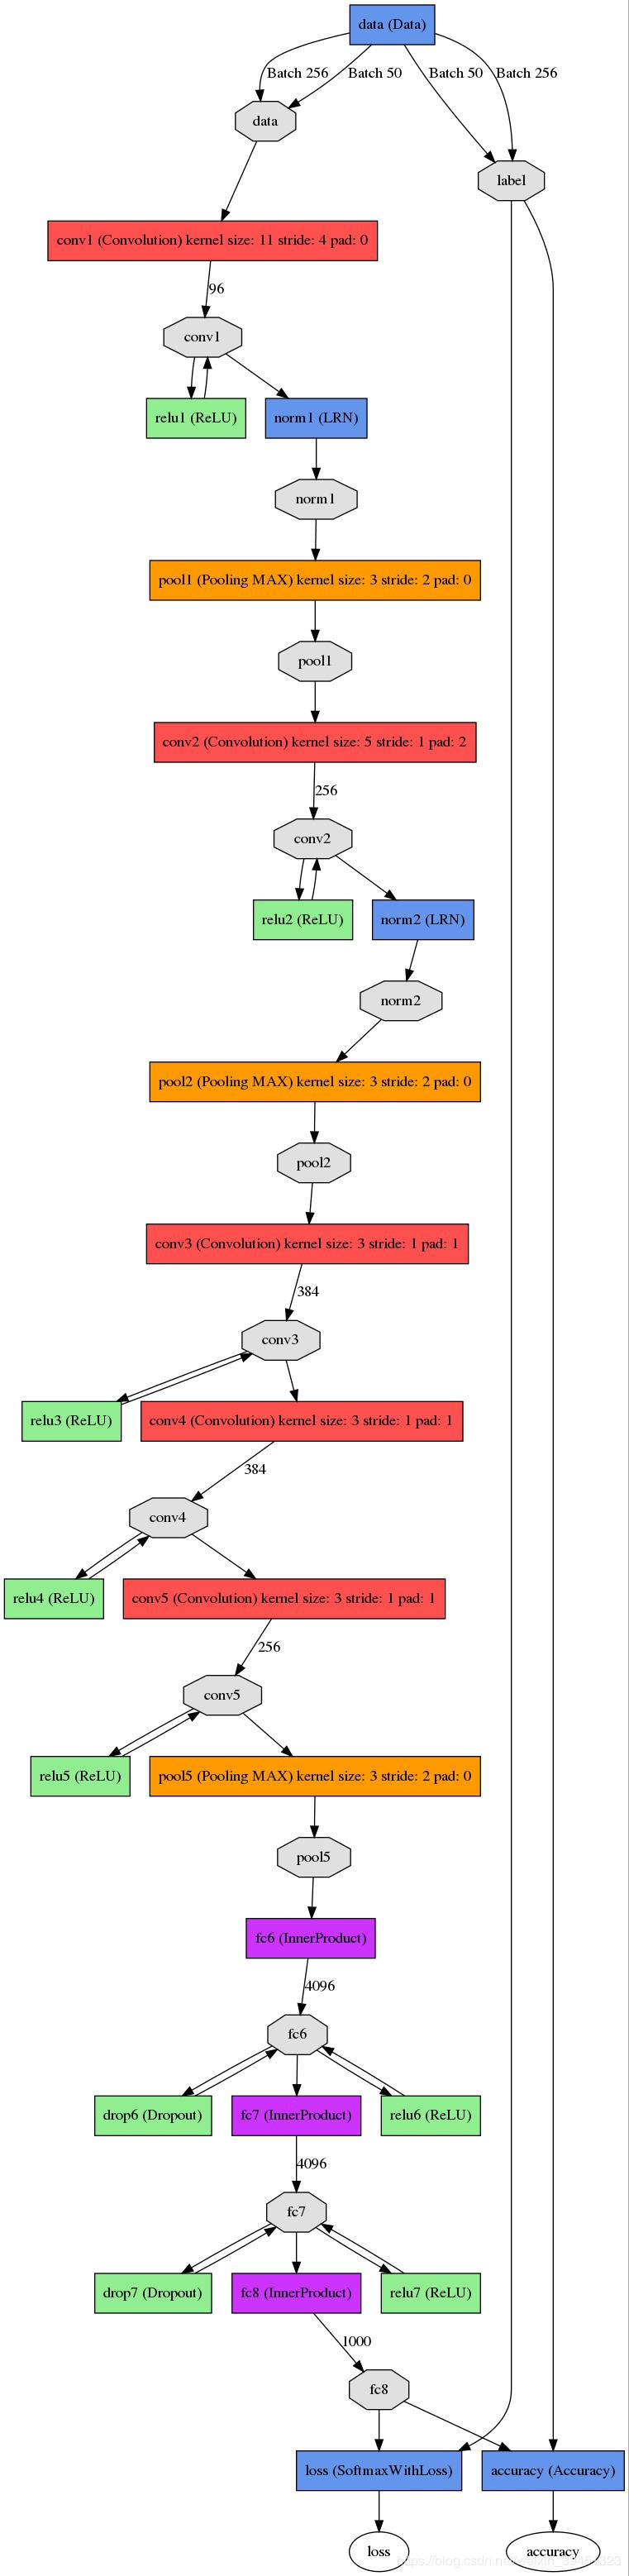 data (Data)
Batch 256
Batch 50
Batch 50
Batch 256
data
label
conv1 (Convolution) kernel size: 11 stride: 4 pad: 0
96
conv1
relu1 (ReLU)
norm1 (LRN)
norm1
pool1 (Pooling MAX) kernel size: 3 stride: 2 pad: 0
pool1
conv2 (Convolution) kernel size: 5 stride: 1 pad: 2
256
conv2
relu2 (ReLU)
norm2 (LRN)
norm2
pool2 (Pooling MAX) kernel size: 3 stride: 2 pad: 0
pool2
conv3 (Convolution) kernel size: 3 stride: 1 pad: 1
384
conv3
relu3 (ReLU)
conv4 (Convolution) kernel size: 3 stride: 1 pad: 1
384
conv4
relu4 (ReLU)
conv5 (Convolution) kernel size: 3 stride: 1 pad: 1
256
conv5
relu5 (ReLU)
pool5 (Pooling MAX) kernel size: 3 stride: 2 pad: 0
pool5
fc6 (InnerProduct)
4096
fc6
drop6 (Dropout)
fc7 (InnerProduct)
relu6 (ReLU)
4096
fc7
drop7 (Dropout)
fc8 (InnerProduct)
relu7 (ReLU)
1000
fc8
loss (SoftmaxWithLoss)
accuracy (Accuracy)
loss
accuracy